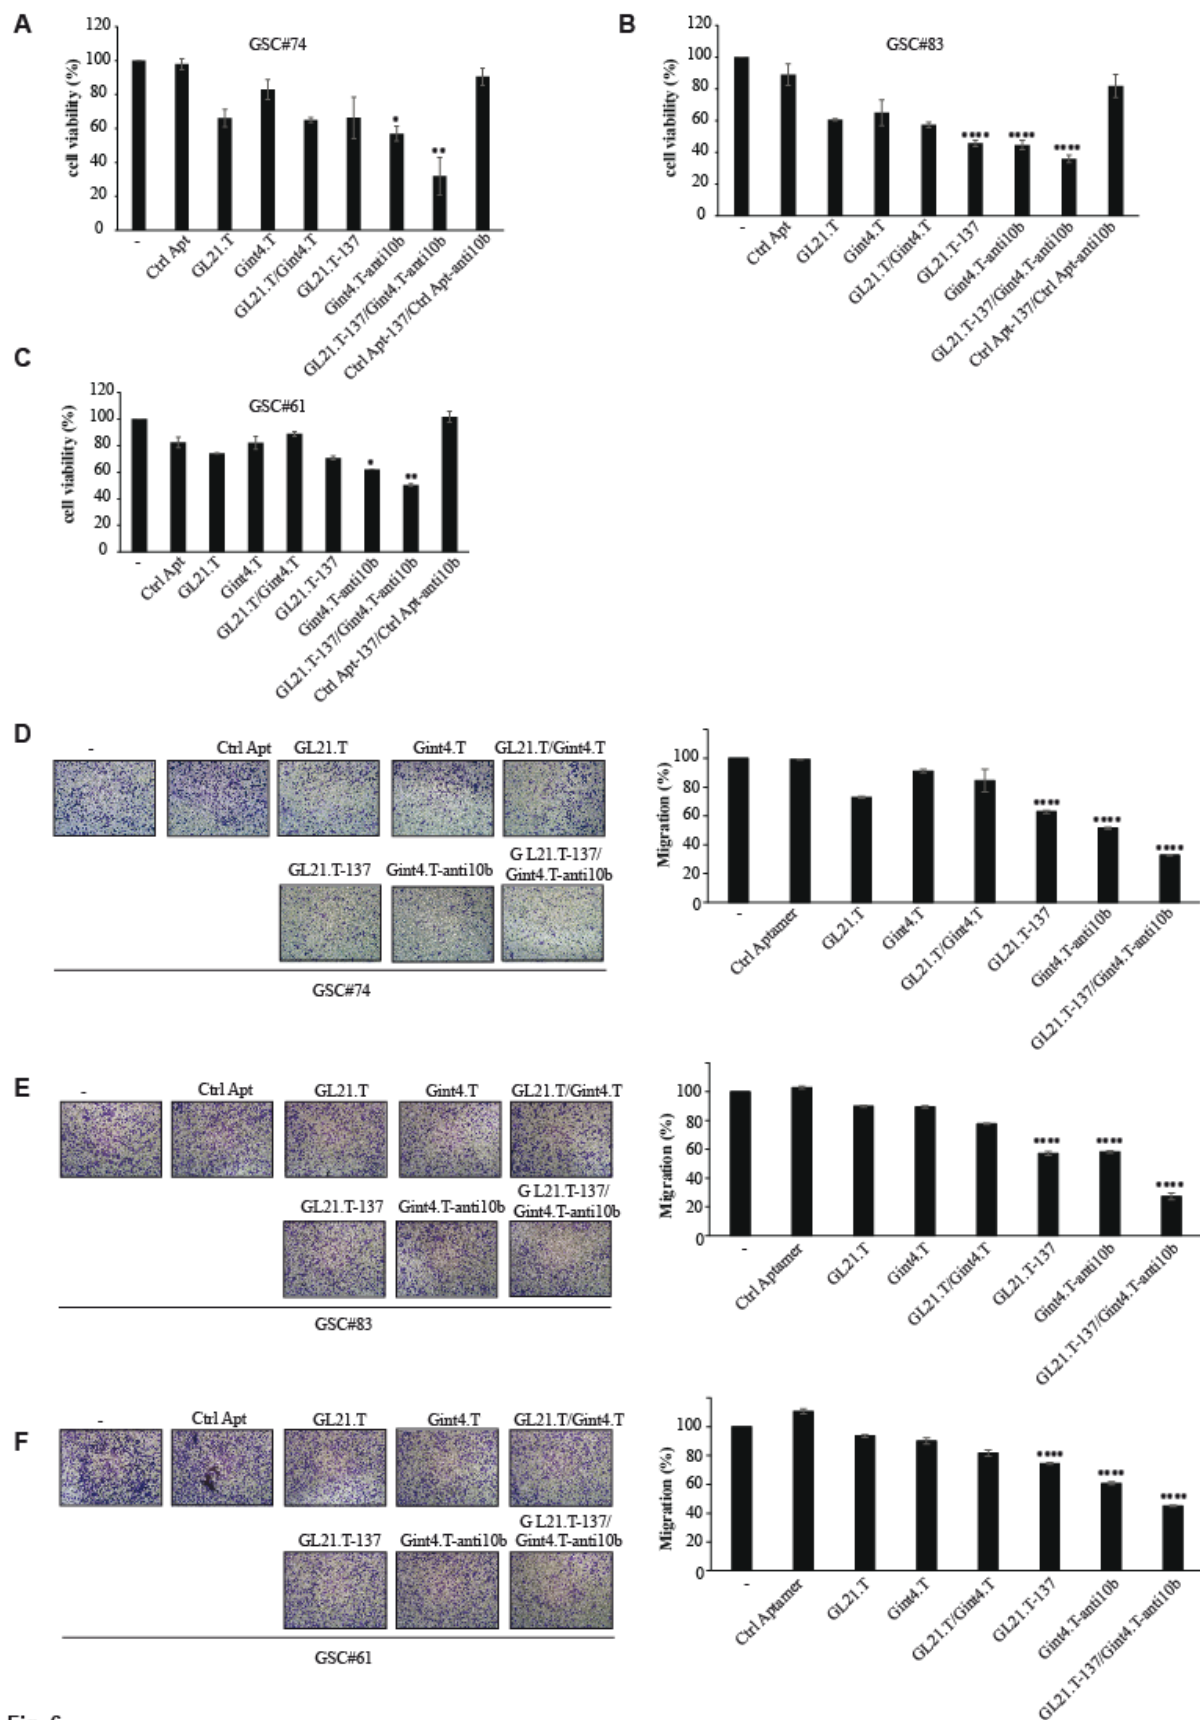 A
GSC#74
cell viability (%)
120
100
80
60
40
20
0
*
**
-
Ctrl Apt
GL21.T
Gint4.T
GL21.T/Gint4.T
GL21.T-137
Gint4.T-anti10b
GL21.T-137/Gint4.T-anti10b
Ctrl Apt-137/Ctrl Apt-anti10b
B
GSC#83
cell viability (%)
120
100
80
60
40
20
0
****
****
****
-
Ctrl Apt
GL21.T
Gint4.T
GL21.T/Gint4.T
GL21.T-137
Gint4.T-anti10b
GL21.T-137/Gint4.T-anti10b
Ctrl Apt-137/Ctrl Apt-anti10b
C
GSC#61
cell viability (%)
120
100
80
60
40
20
0
*
**
-
Ctrl Apt
GL21.T
Gint4.T
GL21.T/Gint4.T
GL21.T-137
Gint4.T-anti10b
GL21.T-137/Gint4.T-anti10b
Ctrl Apt-137/Ctrl Apt-anti10b
D
- Ctrl Apt GL21.T Gint4.T GL21.T/Gint4.T
GL21.T-137 Gint4.T-anti10b G L21.T-137/
Gint4.T-anti10b
GSC#74
Migration (%)
100
80
60
40
20
0
****
****
****
-
Ctrl Aptamer
GL21.T
Gint4.T
GL21.T/Gint4.T
GL21.T-137
Gint4.T-anti10b
GL21.T-137/Gint4.T-anti10b
E
- Ctrl Apt GL21.T Gint4.T GL21.T/Gint4.T
GL21.T-137 Gint4.T-anti10b G L21.T-137/
Gint4.T-anti10b
GSC#83
Migration (%)
100
80
60
40
20
0
****
****
****
-
Ctrl Aptamer
GL21.T
Gint4.T
GL21.T/Gint4.T
GL21.T-137
Gint4.T-anti10b
GL21.T-137/Gint4.T-anti10b
F
- Ctrl Apt GL21.T Gint4.T GL21.T/Gint4.T
GL21.T-137 Gint4.T-anti10b G L21.T-137/
Gint4.T-anti10b
GSC#61
Migration (%)
100
80
60
40
20
0
****
****
****
-
Ctrl Aptamer
GL21.T
Gint4.T
GL21.T/Gint4.T
GL21.T-137
Gint4.T-anti10b
GL21.T-137/Gint4.T-anti10b